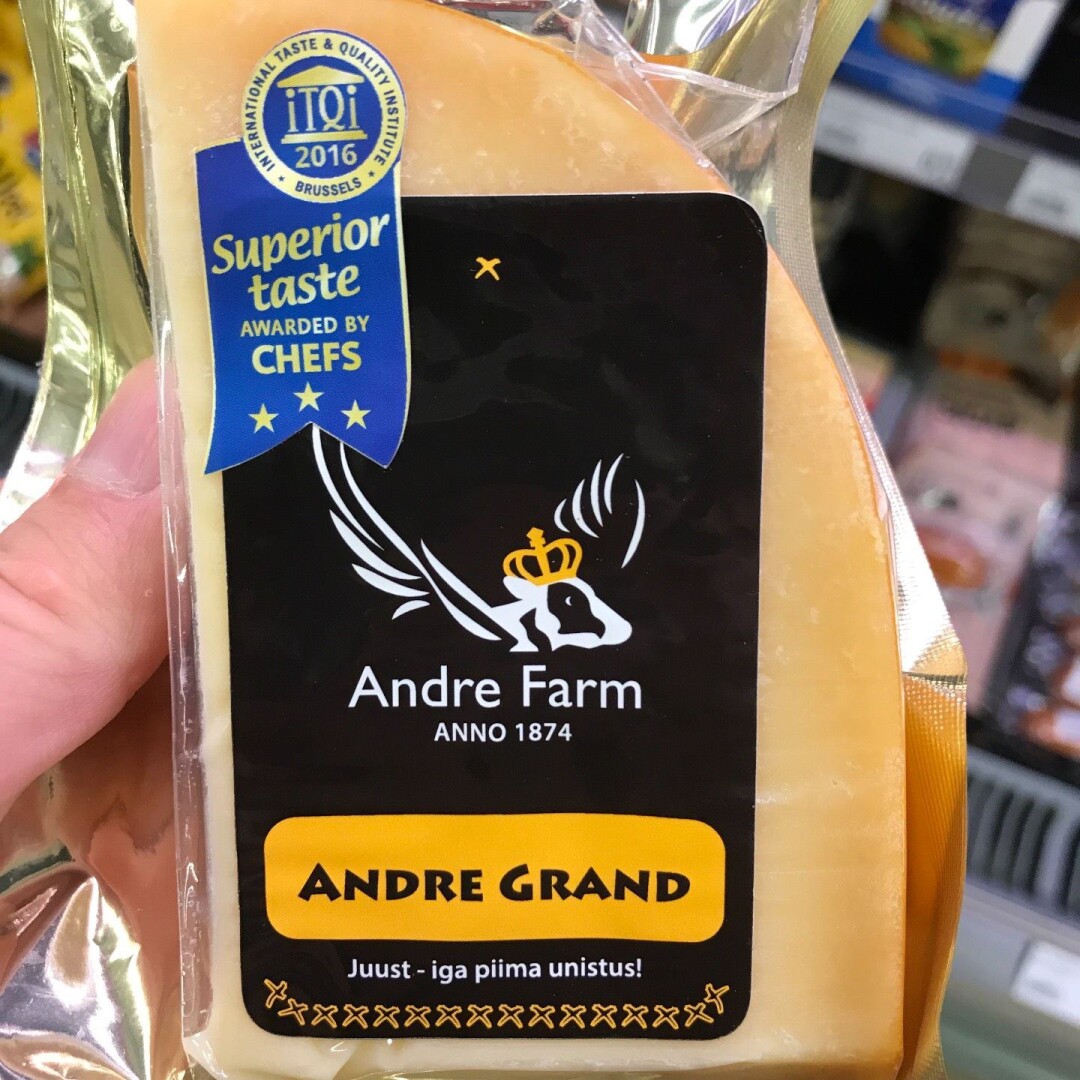 INTERNATIONAL TASTE & QUALITY INSTITUTE
iTQi
2016
BRUSSELS
Superior
taste
AWARDED BY
CHEFS
Andre Farm
ANNO 1874
ANDRE GRAND
Juust - iga piima unistus!